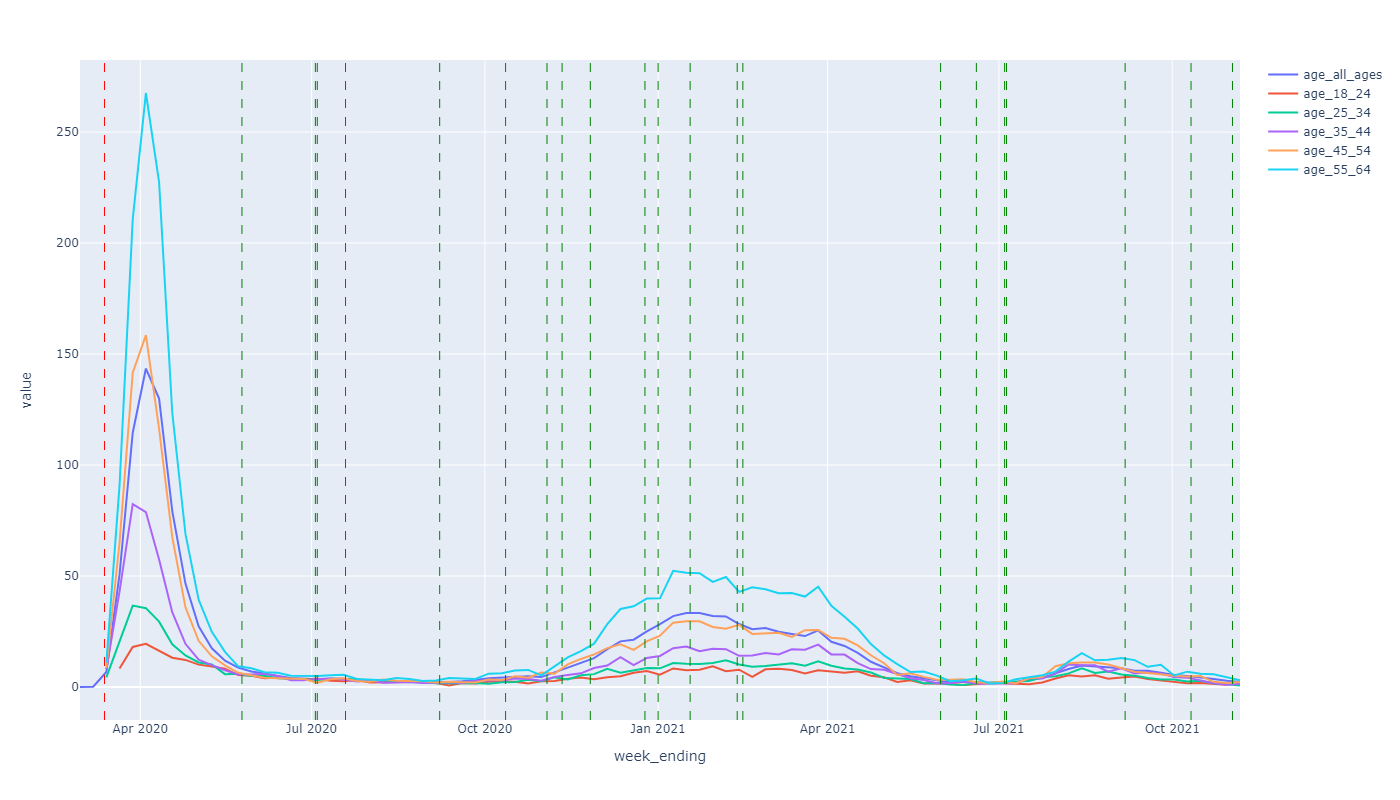 age_all_ages
age_18_24
age_25_34
age_35_44
age_45_54
age_55_64
value
250
200
150
100
50
0
Apr 2020
Jul 2020
Oct 2020
Jan 2021
Apr 2021
Jul 2021
Oct 2021
week_ending